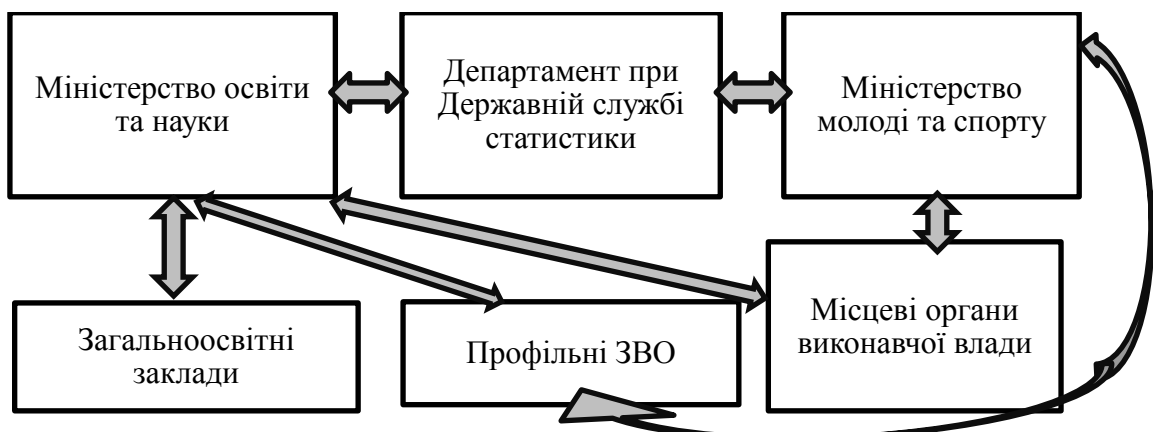 Міністерство освіти
та науки
Департамент при
Державній службі
статистики
Міністерство
молоді та спорту
Загальноосвітні
заклади
Профільні ЗВО
Місцеві органи
виконавчої влади